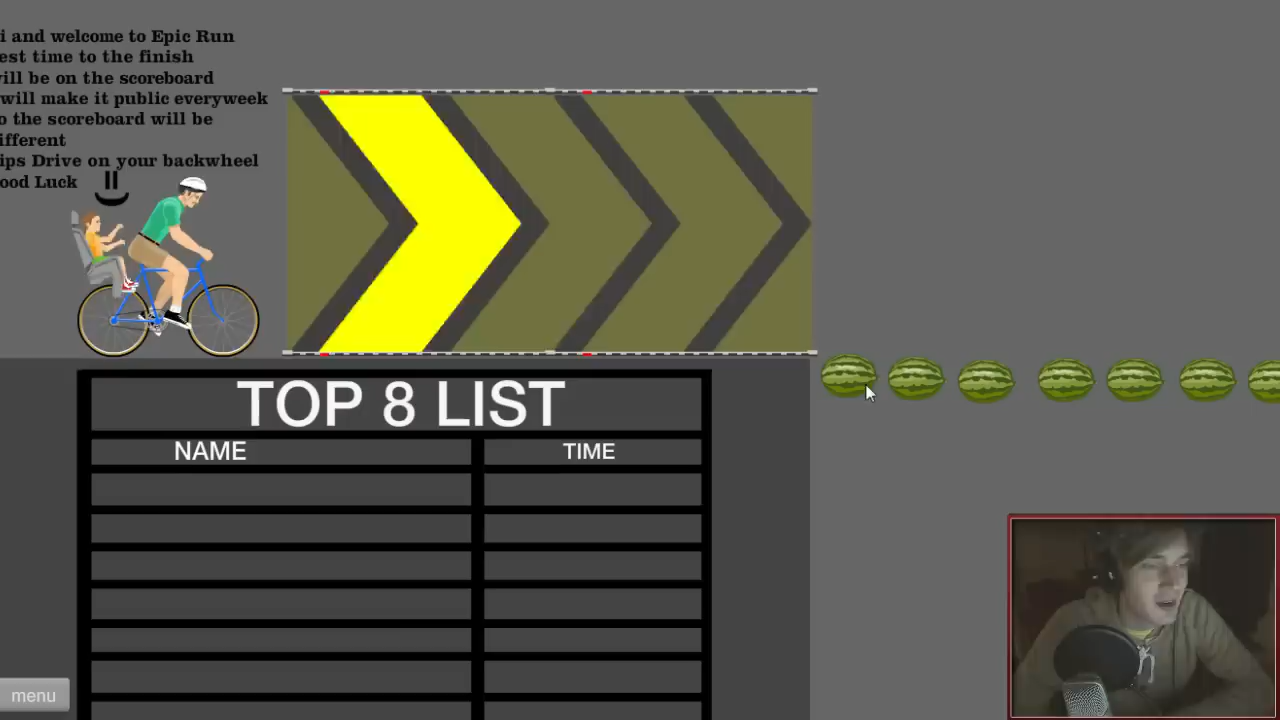 i and welcome to Epic Run
est time to the finish
vill be on the scoreboard
will make it public everyweek
o the scoreboard will be
ifferent
ips Drive on your backwheel
ood Luck =)
TOP 8 LIST
NAME TIME
menu